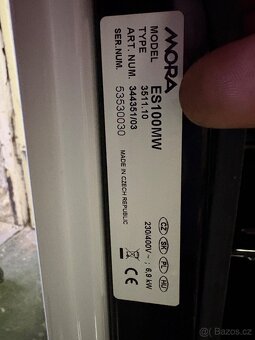 MORA
MODEL ES100MW
TYPE 3511.10
ART. NUM. 344351/03
SER.NUM. 53530030
MADE IN CZECH REPUBLIC
CZ SK PL HU
230/400V ~ ; 6,9 kW
CE
© Bazos.cz